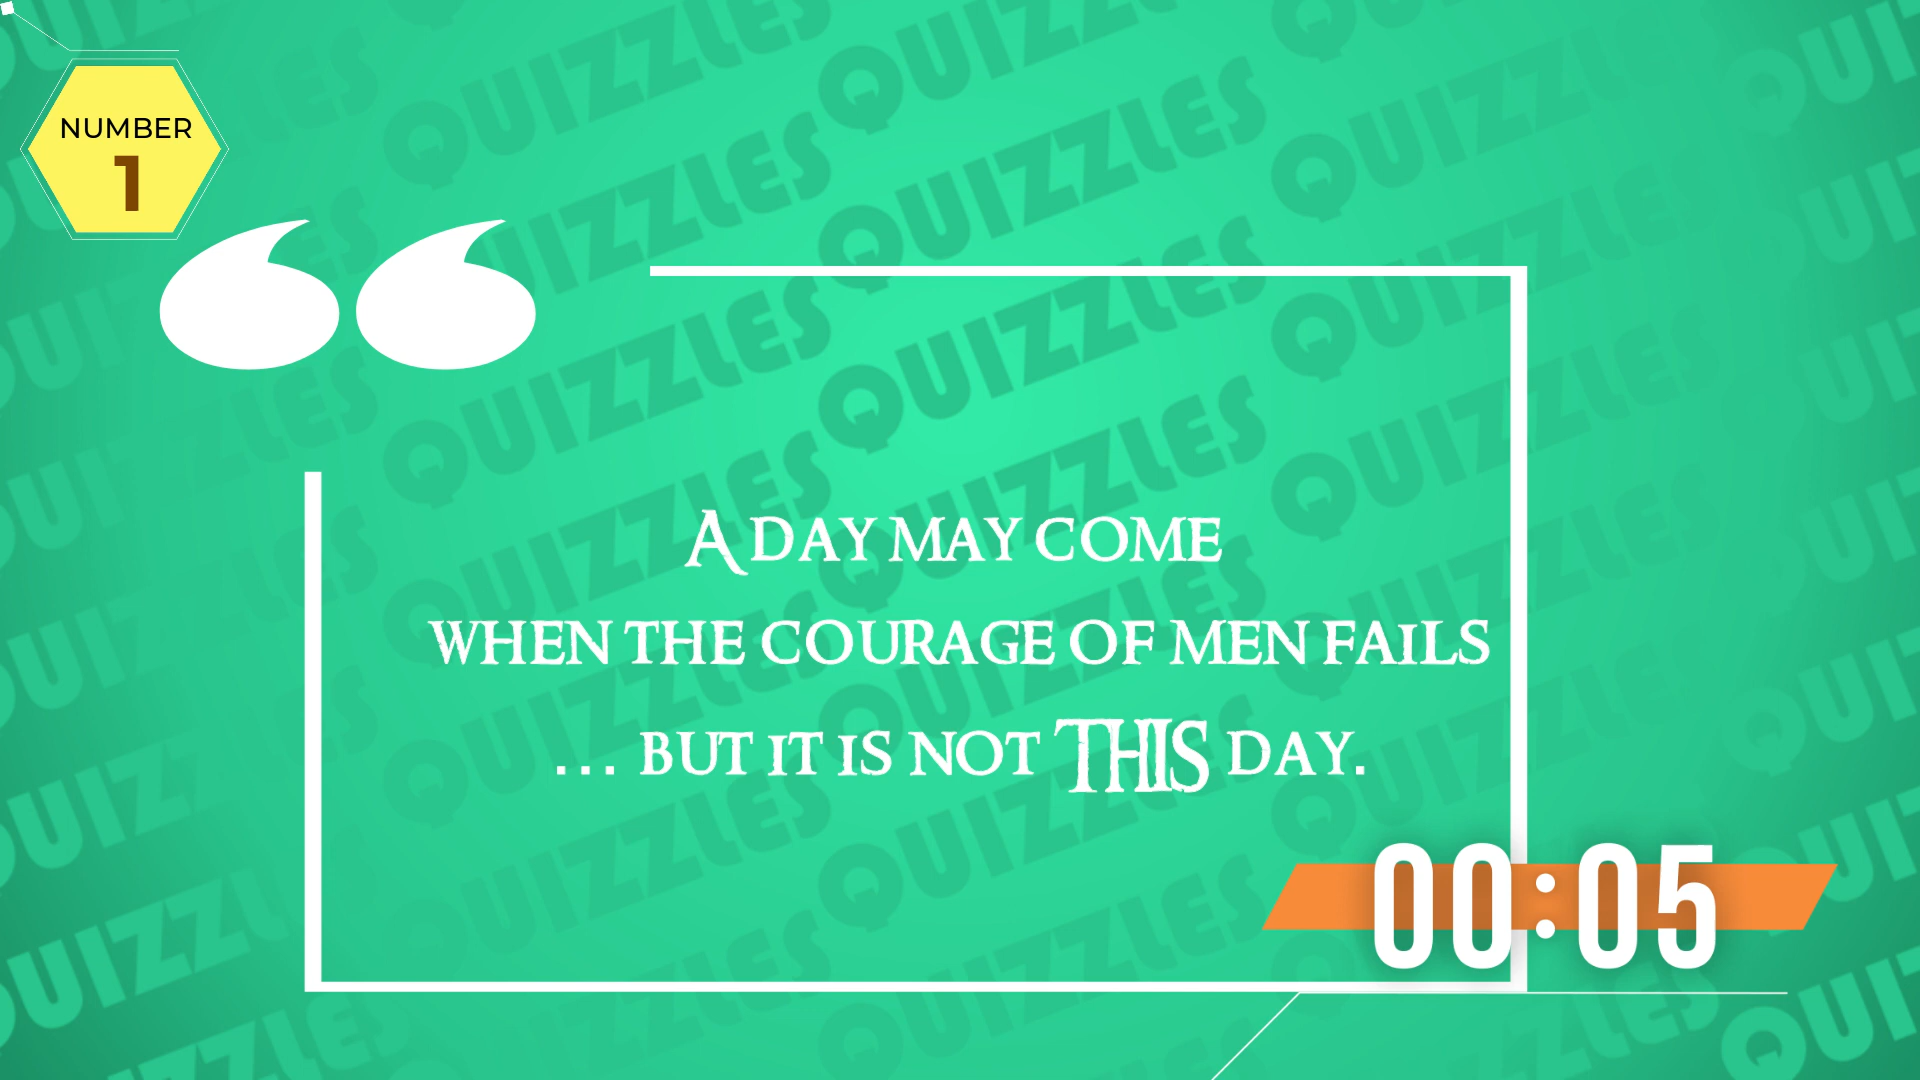 NUMBER
1
A DAY MAY COME
WHEN THE COURAGE OF MEN FAILS
... BUT IT IS NOT THIS DAY.
00:05
QUIZZLES